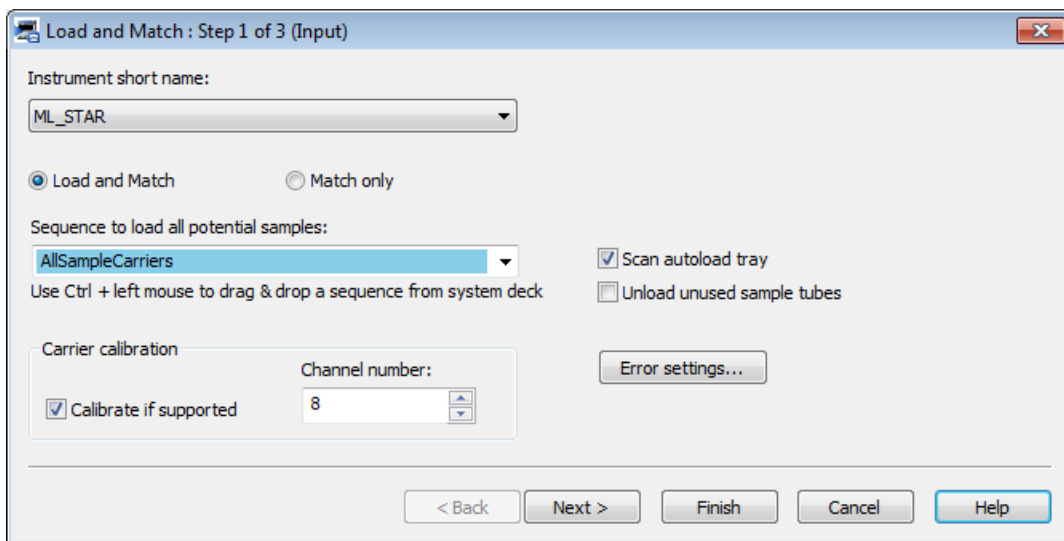 Load and Match : Step 1 of 3 (Input)
Instrument short name:
ML_STAR
Load and Match
Match only
Sequence to load all potential samples:
AllSampleCarriers
Scan autoload tray
Use Ctrl + left mouse to drag & drop a sequence from system deck
Unload unused sample tubes
Carrier calibration
Channel number:
Error settings...
Calibrate if supported
8
< Back
Next >
Finish
Cancel
Help